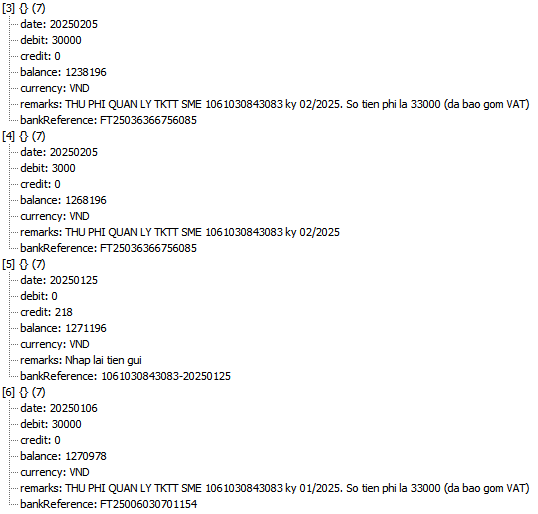 [3] {} (7)
date: 20250205
debit: 30000
credit: 0
balance: 1238196
currency: VND
remarks: THU PHI QUAN LY TKTT SME 1061030843083 ky 02/2025. So tien phi la 33000 (da bao gom VAT)
bankReference: FT25036366756085
[4] {} (7)
date: 20250205
debit: 3000
credit: 0
balance: 1268196
currency: VND
remarks: THU PHI QUAN LY TKTT SME 1061030843083 ky 02/2025
bankReference: FT25036366756085
[5] {} (7)
date: 20250125
debit: 0
credit: 218
balance: 1271196
currency: VND
remarks: Nhap lai tien gui
bankReference: 1061030843083-20250125
[6] {} (7)
date: 20250106
debit: 30000
credit: 0
balance: 1270978
currency: VND
remarks: THU PHI QUAN LY TKTT SME 1061030843083 ky 01/2025. So tien phi la 33000 (da bao gom VAT)
bankReference: FT25006030701154